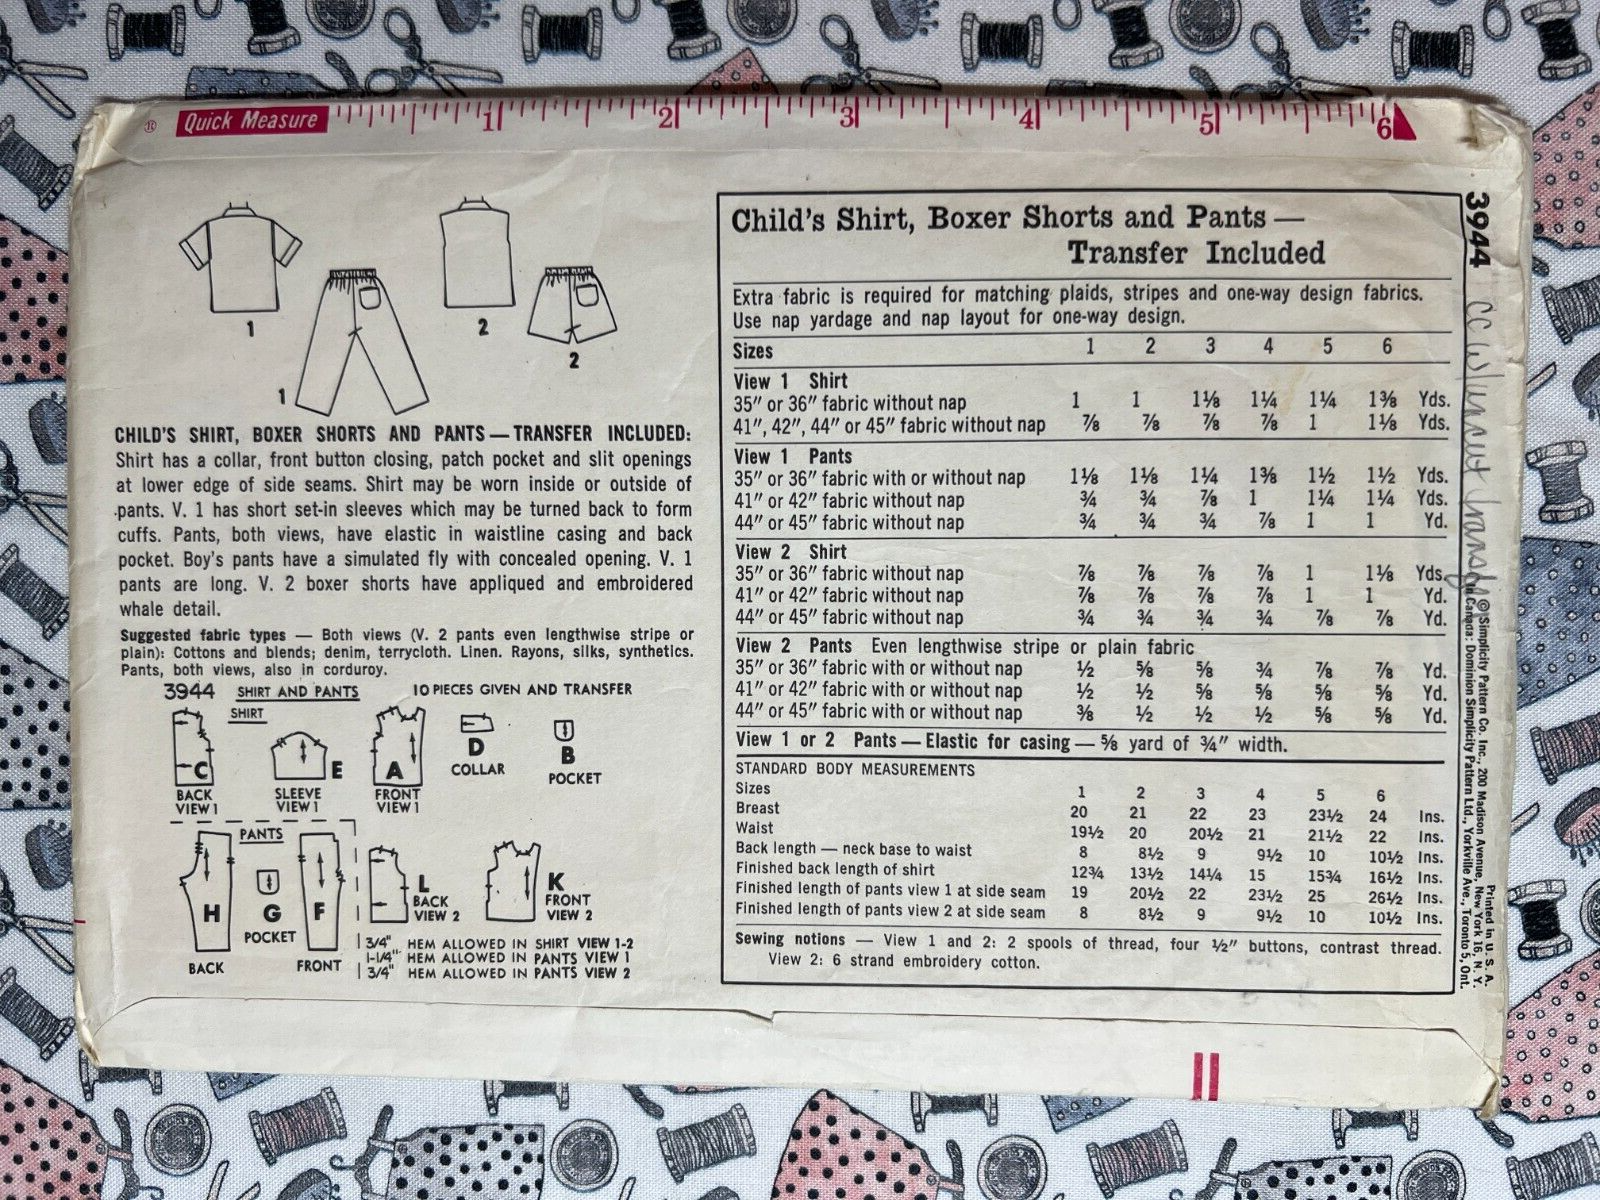 ® Quick Measure 1 2 3 4 5 6
1
2
1
2
CHILD'S SHIRT, BOXER SHORTS AND PANTS — TRANSFER INCLUDED:
Shirt has a collar, front button closing, patch pocket and slit openings
at lower edge of side seams. Shirt may be worn inside or outside of
pants. V. 1 has short set-in sleeves which may be turned back to form
cuffs. Pants, both views, have elastic in waistline casing and back
pocket. Boy's pants have a simulated fly with concealed opening. V. 1
pants are long. V. 2 boxer shorts have appliqued and embroidered
whale detail.
Suggested fabric types — Both views (V. 2 pants even lengthwise stripe or
plain): Cottons and blends; denim, terrycloth. Linen. Rayons, silks, synthetics.
Pants, both views, also in corduroy.
3944 SHIRT AND PANTS 10 PIECES GIVEN AND TRANSFER
SHIRT
C
BACK
VIEW 1
E
SLEEVE
VIEW 1
A
FRONT
VIEW 1
D
COLLAR
B
POCKET
PANTS
H
BACK
G
POCKET
F
FRONT
L
BACK
VIEW 2
K
FRONT
VIEW 2
3/4" HEM ALLOWED IN SHIRT VIEW 1-2
1-1/4" HEM ALLOWED IN PANTS VIEW 1
3/4" HEM ALLOWED IN PANTS VIEW 2
Child's Shirt, Boxer Shorts and Pants —
Transfer Included
Extra fabric is required for matching plaids, stripes and one-way design fabrics.
Use nap yardage and nap layout for one-way design.
Sizes 1 2 3 4 5 6
View 1 Shirt
35" or 36" fabric without nap 1 1 1⅛ 1¼ 1¼ 1⅜ Yds.
41", 42", 44" or 45" fabric without nap ⅞ ⅞ ⅞ ⅞ 1 1⅛ Yds.
View 1 Pants
35" or 36" fabric with or without nap 1⅛ 1⅛ 1¼ 1⅜ 1½ 1½ Yds.
41" or 42" fabric without nap ¾ ¾ ⅞ 1 1¼ 1¼ Yds.
44" or 45" fabric without nap ¾ ¾ ¾ ⅞ 1 1 Yd.
View 2 Shirt
35" or 36" fabric without nap ⅞ ⅞ ⅞ ⅞ 1 1⅛ Yds.
41" or 42" fabric without nap ⅞ ⅞ ⅞ ⅞ 1 1 Yd.
44" or 45" fabric without nap ¾ ¾ ¾ ¾ ⅞ ⅞ Yd.
View 2 Pants Even lengthwise stripe or plain fabric
35" or 36" fabric with or without nap ½ ⅝ ⅝ ¾ ⅞ ⅞ Yd.
41" or 42" fabric with or without nap ½ ½ ⅝ ⅝ ⅝ ⅝ Yd.
44" or 45" fabric with or without nap ⅜ ½ ½ ½ ⅝ ⅝ Yd.
View 1 or 2 Pants — Elastic for casing — ⅝ yard of ¾" width.
STANDARD BODY MEASUREMENTS
Sizes 1 2 3 4 5 6
Breast 20 21 22 23 23½ 24 Ins.
Waist 19½ 20 20½ 21 21½ 22 Ins.
Back length — neck base to waist 8 8½ 9 9½ 10 10½ Ins.
Finished back length of shirt 12¾ 13½ 14¼ 15 15¾ 16½ Ins.
Finished length of pants view 1 at side seam 19 20½ 22 23½ 25 26½ Ins.
Finished length of pants view 2 at side seam 8 8½ 9 9½ 10 10½ Ins.
Sewing notions — View 1 and 2: 2 spools of thread, four ½" buttons, contrast thread.
View 2: 6 strand embroidery cotton.
3944
CC w/uncut transfer
Printed in U. S. A.
©Simplicity Pattern Co. Inc., 200 Madison Avenue, New York 16, N. Y.
In Canada: Dominion Simplicity Pattern Ltd., Yorkville Ave., Toronto 5, Ont.